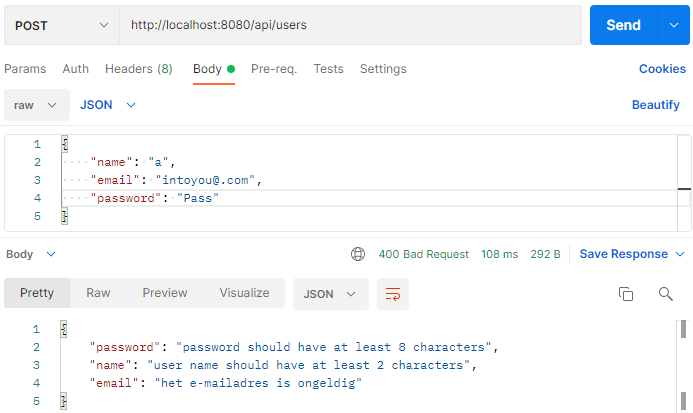 POST http://localhost:8080/api/users Send
Params Auth Headers (8) Body Pre-req. Tests Settings Cookies
raw JSON Beautify
1 {
2 "name": "a",
3 "email": "intoyou@.com",
4 "password": "Pass"
5 }
Body 400 Bad Request 108 ms 292 B Save Response
Pretty Raw Preview Visualize JSON
1 {
2 "password": "password should have at least 8 characters",
3 "name": "user name should have at least 2 characters",
4 "email": "het e-mailadres is ongeldig"
5 }